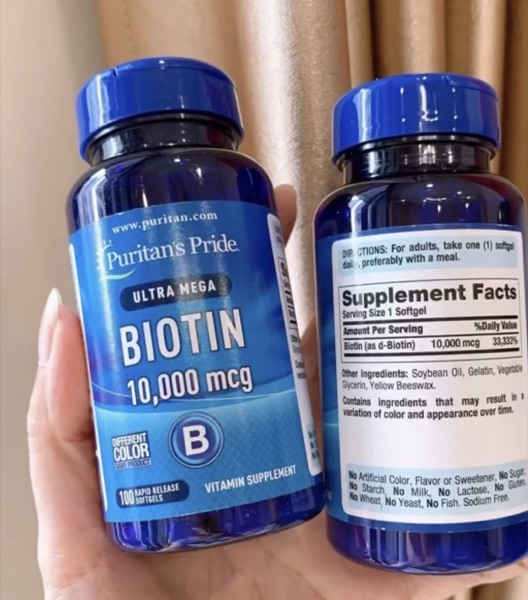 www.puritan.com
Puritan's Pride
ULTRA MEGA
BIOTIN
10,000 mcg
DIFFERENT
COLOR
B
100 RAPID RELEASE
SOFTGELS
VITAMIN SUPPLEMENT
DIRECTIONS: For adults, take one (1) softgel
daily, preferably with a meal.
Supplement Facts
Serving Size 1 Softgel
Amount Per Serving %Daily Value
Biotin (as d-Biotin) 10,000 mcg 33,333%
Other Ingredients: Soybean Oil, Gelatin, Vegetable
Glycerin, Yellow Beeswax.
Contains ingredients that may result in a
variation of color and appearance over time.
No Artificial Color, Flavor or Sweetener, No Sugar,
No Starch, No Milk, No Lactose, No Gluten,
No Wheat, No Yeast, No Fish. Sodium Free.